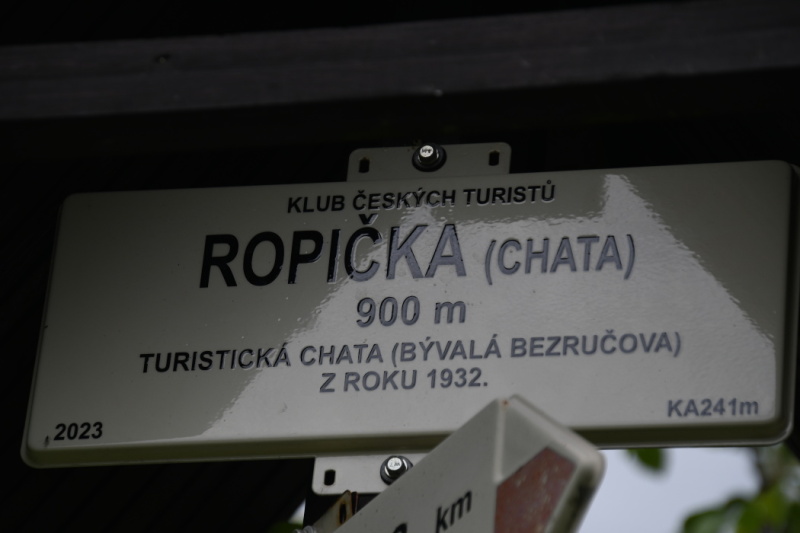 KLUB ČESKÝCH TURISTŮ
ROPIČKA (CHATA)
900 m
TURISTICKÁ CHATA (BÝVALÁ BEZRUČOVA)
Z ROKU 1932.
2023
KA241m
km